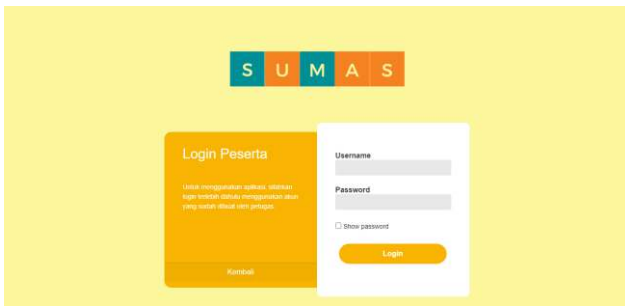 SUMAS
Login Peserta
Untuk menggunakan aplikasi, silahkan
login terlebih dahulu menggunakan akun
yang sudah dibuat oleh petugas.
Kembali
Username
Password
Show password
Login